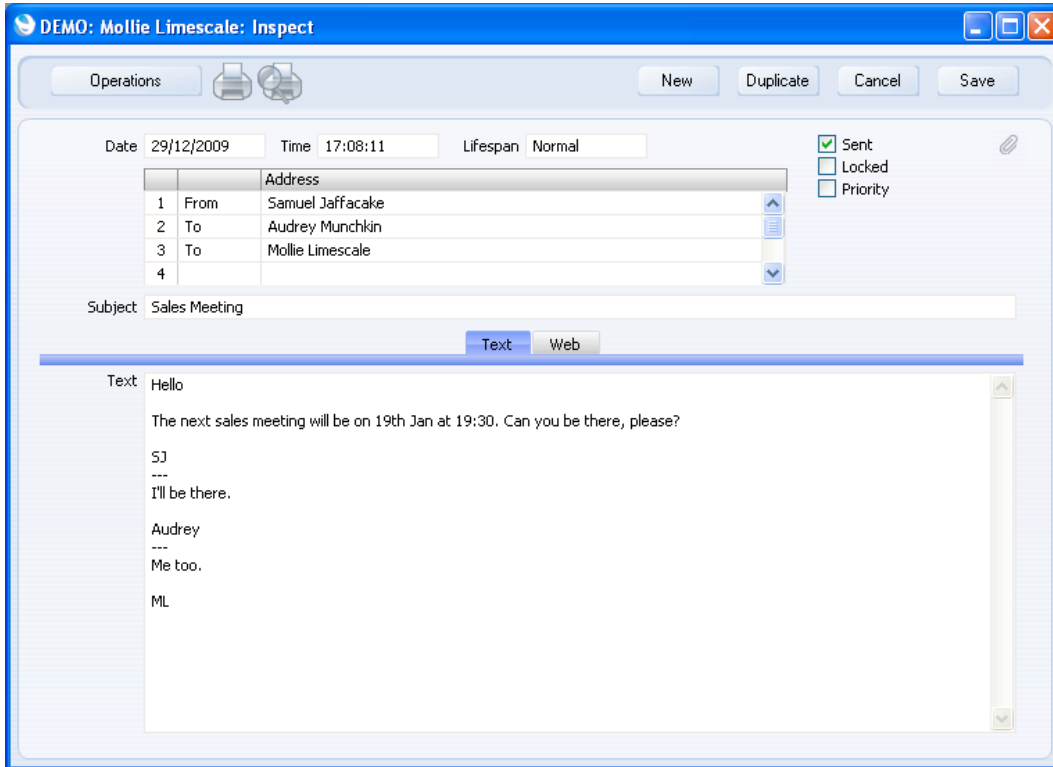 DEMO: Mollie Limescale: Inspect
Operations New Duplicate Cancel Save
Date 29/12/2009 Time 17:08:11 Lifespan Normal
Sent
Locked
Priority
Address
1 From Samuel Jaffacake
2 To Audrey Munchkin
3 To Mollie Limescale
4
Subject Sales Meeting
Text Web
Text
Hello
The next sales meeting will be on 19th Jan at 19:30. Can you be there, please?
SJ
---
I'll be there.
Audrey
---
Me too.
ML